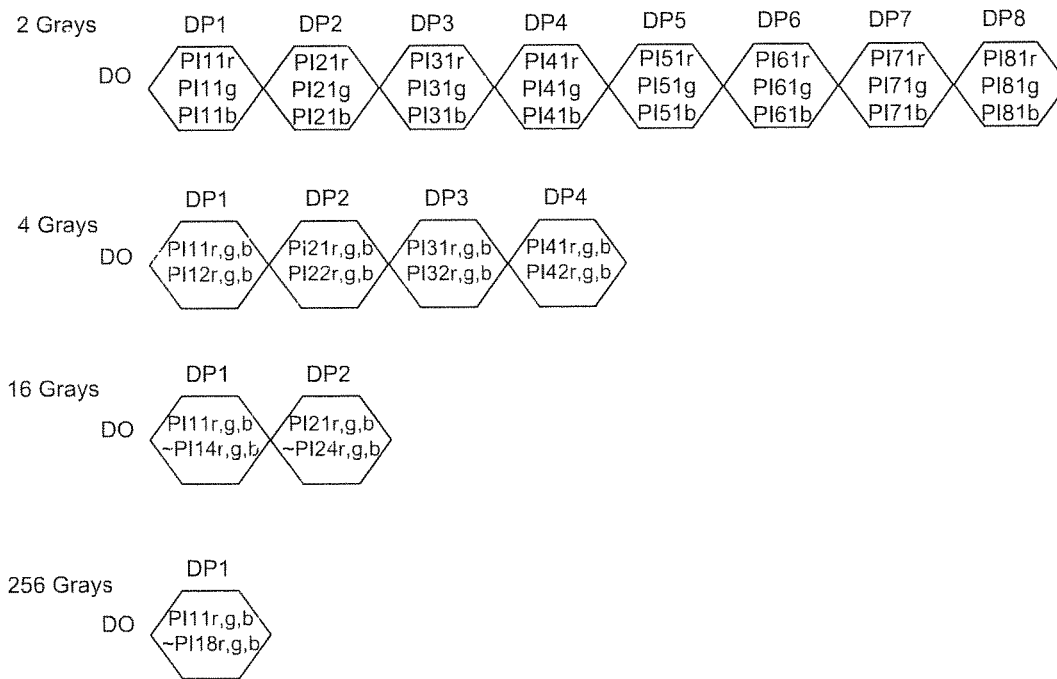 2 Grays DP1 DP2 DP3 DP4 DP5 DP6 DP7 DP8
DO
PI11r PI21r PI31r PI41r PI51r PI61r PI71r PI81r
PI11g PI21g PI31g PI41g PI51g PI61g PI71g PI81g
PI11b PI21b PI31b PI41b PI51b PI61b PI71b PI81b
4 Grays DP1 DP2 DP3 DP4
DO
PI11r,g,b Pi21r,g,b PI31r,g,b PI41r,g,b
PI12r,g,b PI22r,g,b PI32r,g,b PI42r,g,b
16 Grays DP1 DP2
DO
PI11r,g,b PI21r,g,b
~PI14r,g,b ~PI24r,g,b
256 Grays DP1
DO
PI11r,g,b
~PI18r,g,b